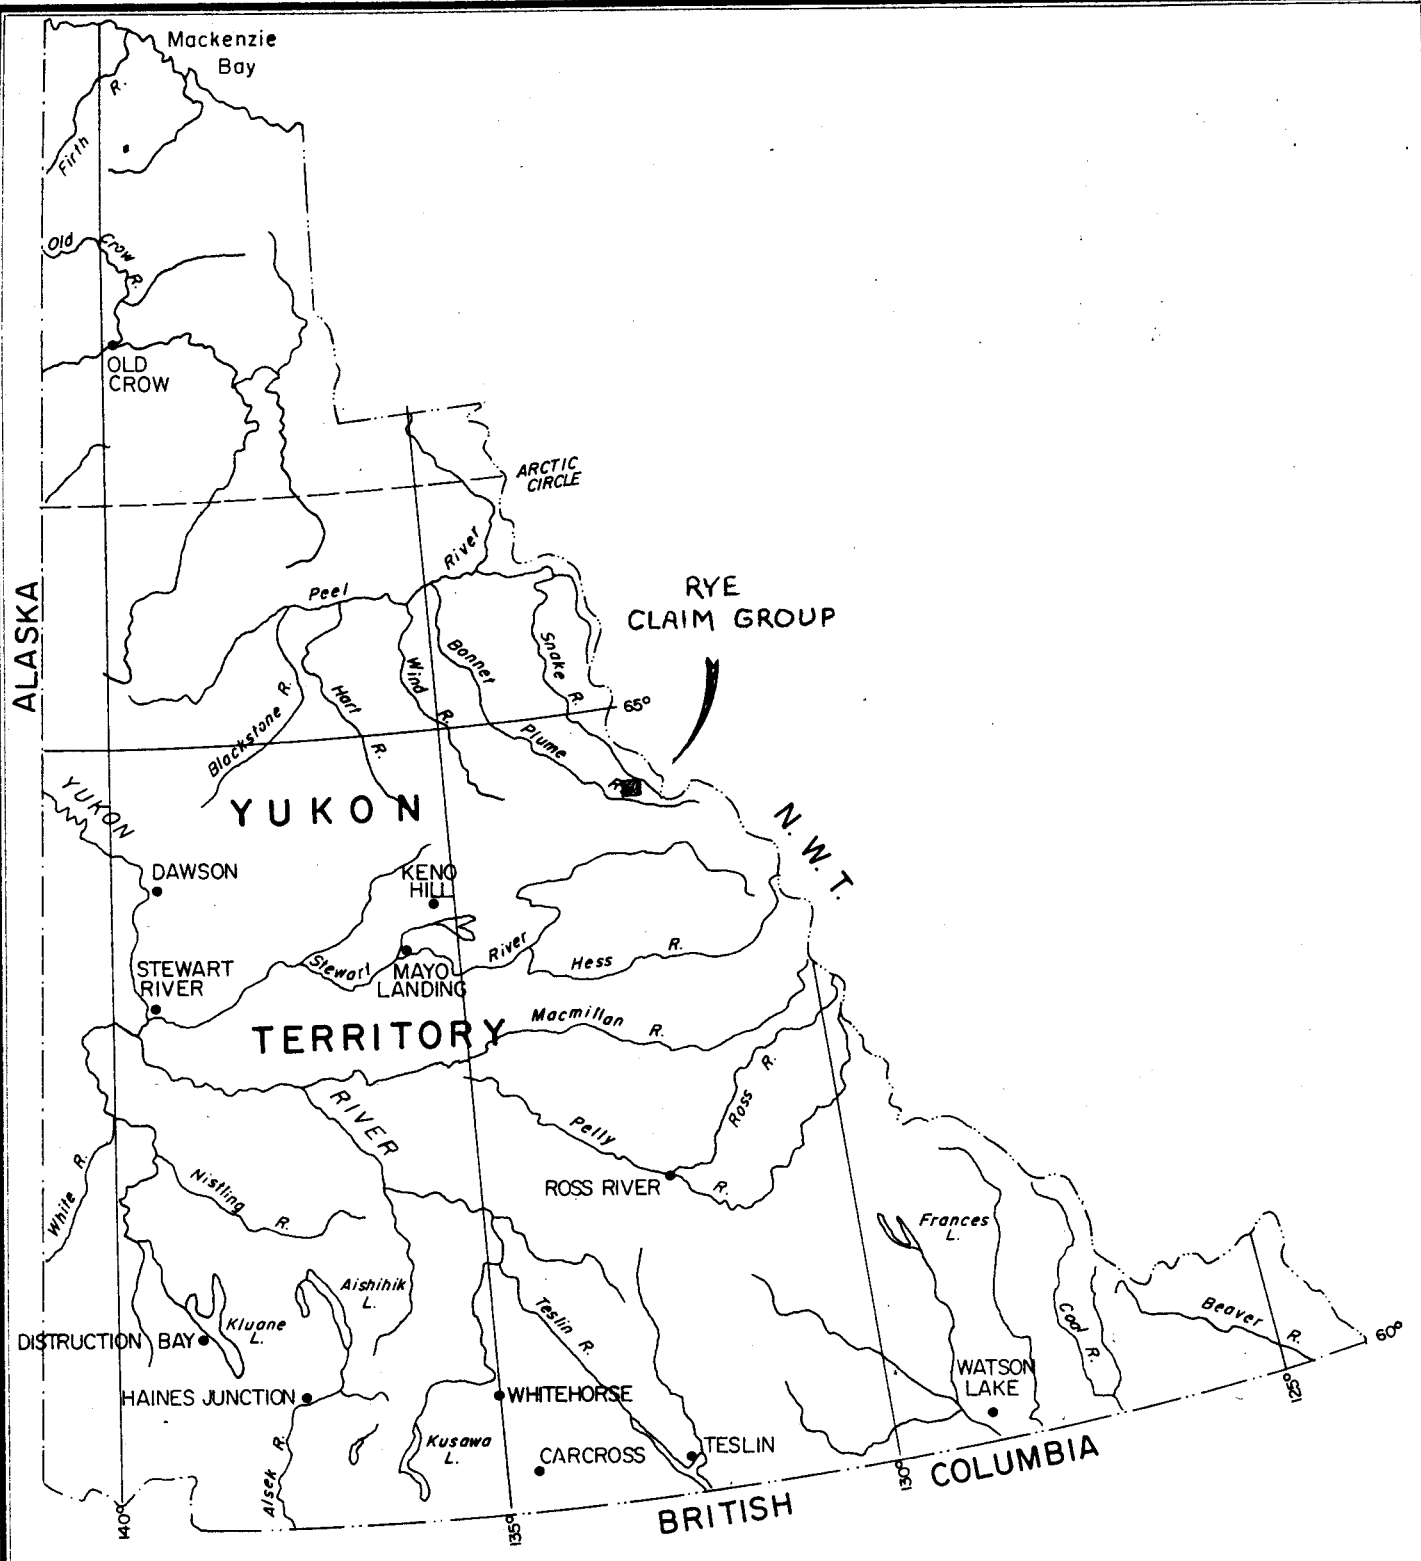 Mackenzie
Bay
Firth R.
Old Crow R.
OLD
CROW
ARCTIC
CIRCLE
ALASKA
Peel River
RYE
CLAIM GROUP
Blackstone R.
Hart R.
Wind R.
Bonnet Plume R.
Snake R.
65°
YUKON
YUKON
N. W. T.
DAWSON
KENO
HILL
STEWART
RIVER
Stewart River
MAYO
LANDING
Hess R.
TERRITORY
Macmillan R.
RIVER
Ross R.
Pelly R.
ROSS RIVER
White R.
Nistling R.
Frances
L.
Aishihik
L.
Kluane
L.
DISTRUCTION BAY
Teslin R.
Coal R.
Beaver R.
60°
HAINES JUNCTION
WHITEHORSE
WATSON
LAKE
Kusawa
L.
CARCROSS
TESLIN
Alsek R.
140°
135°
130°
125°
BRITISH COLUMBIA